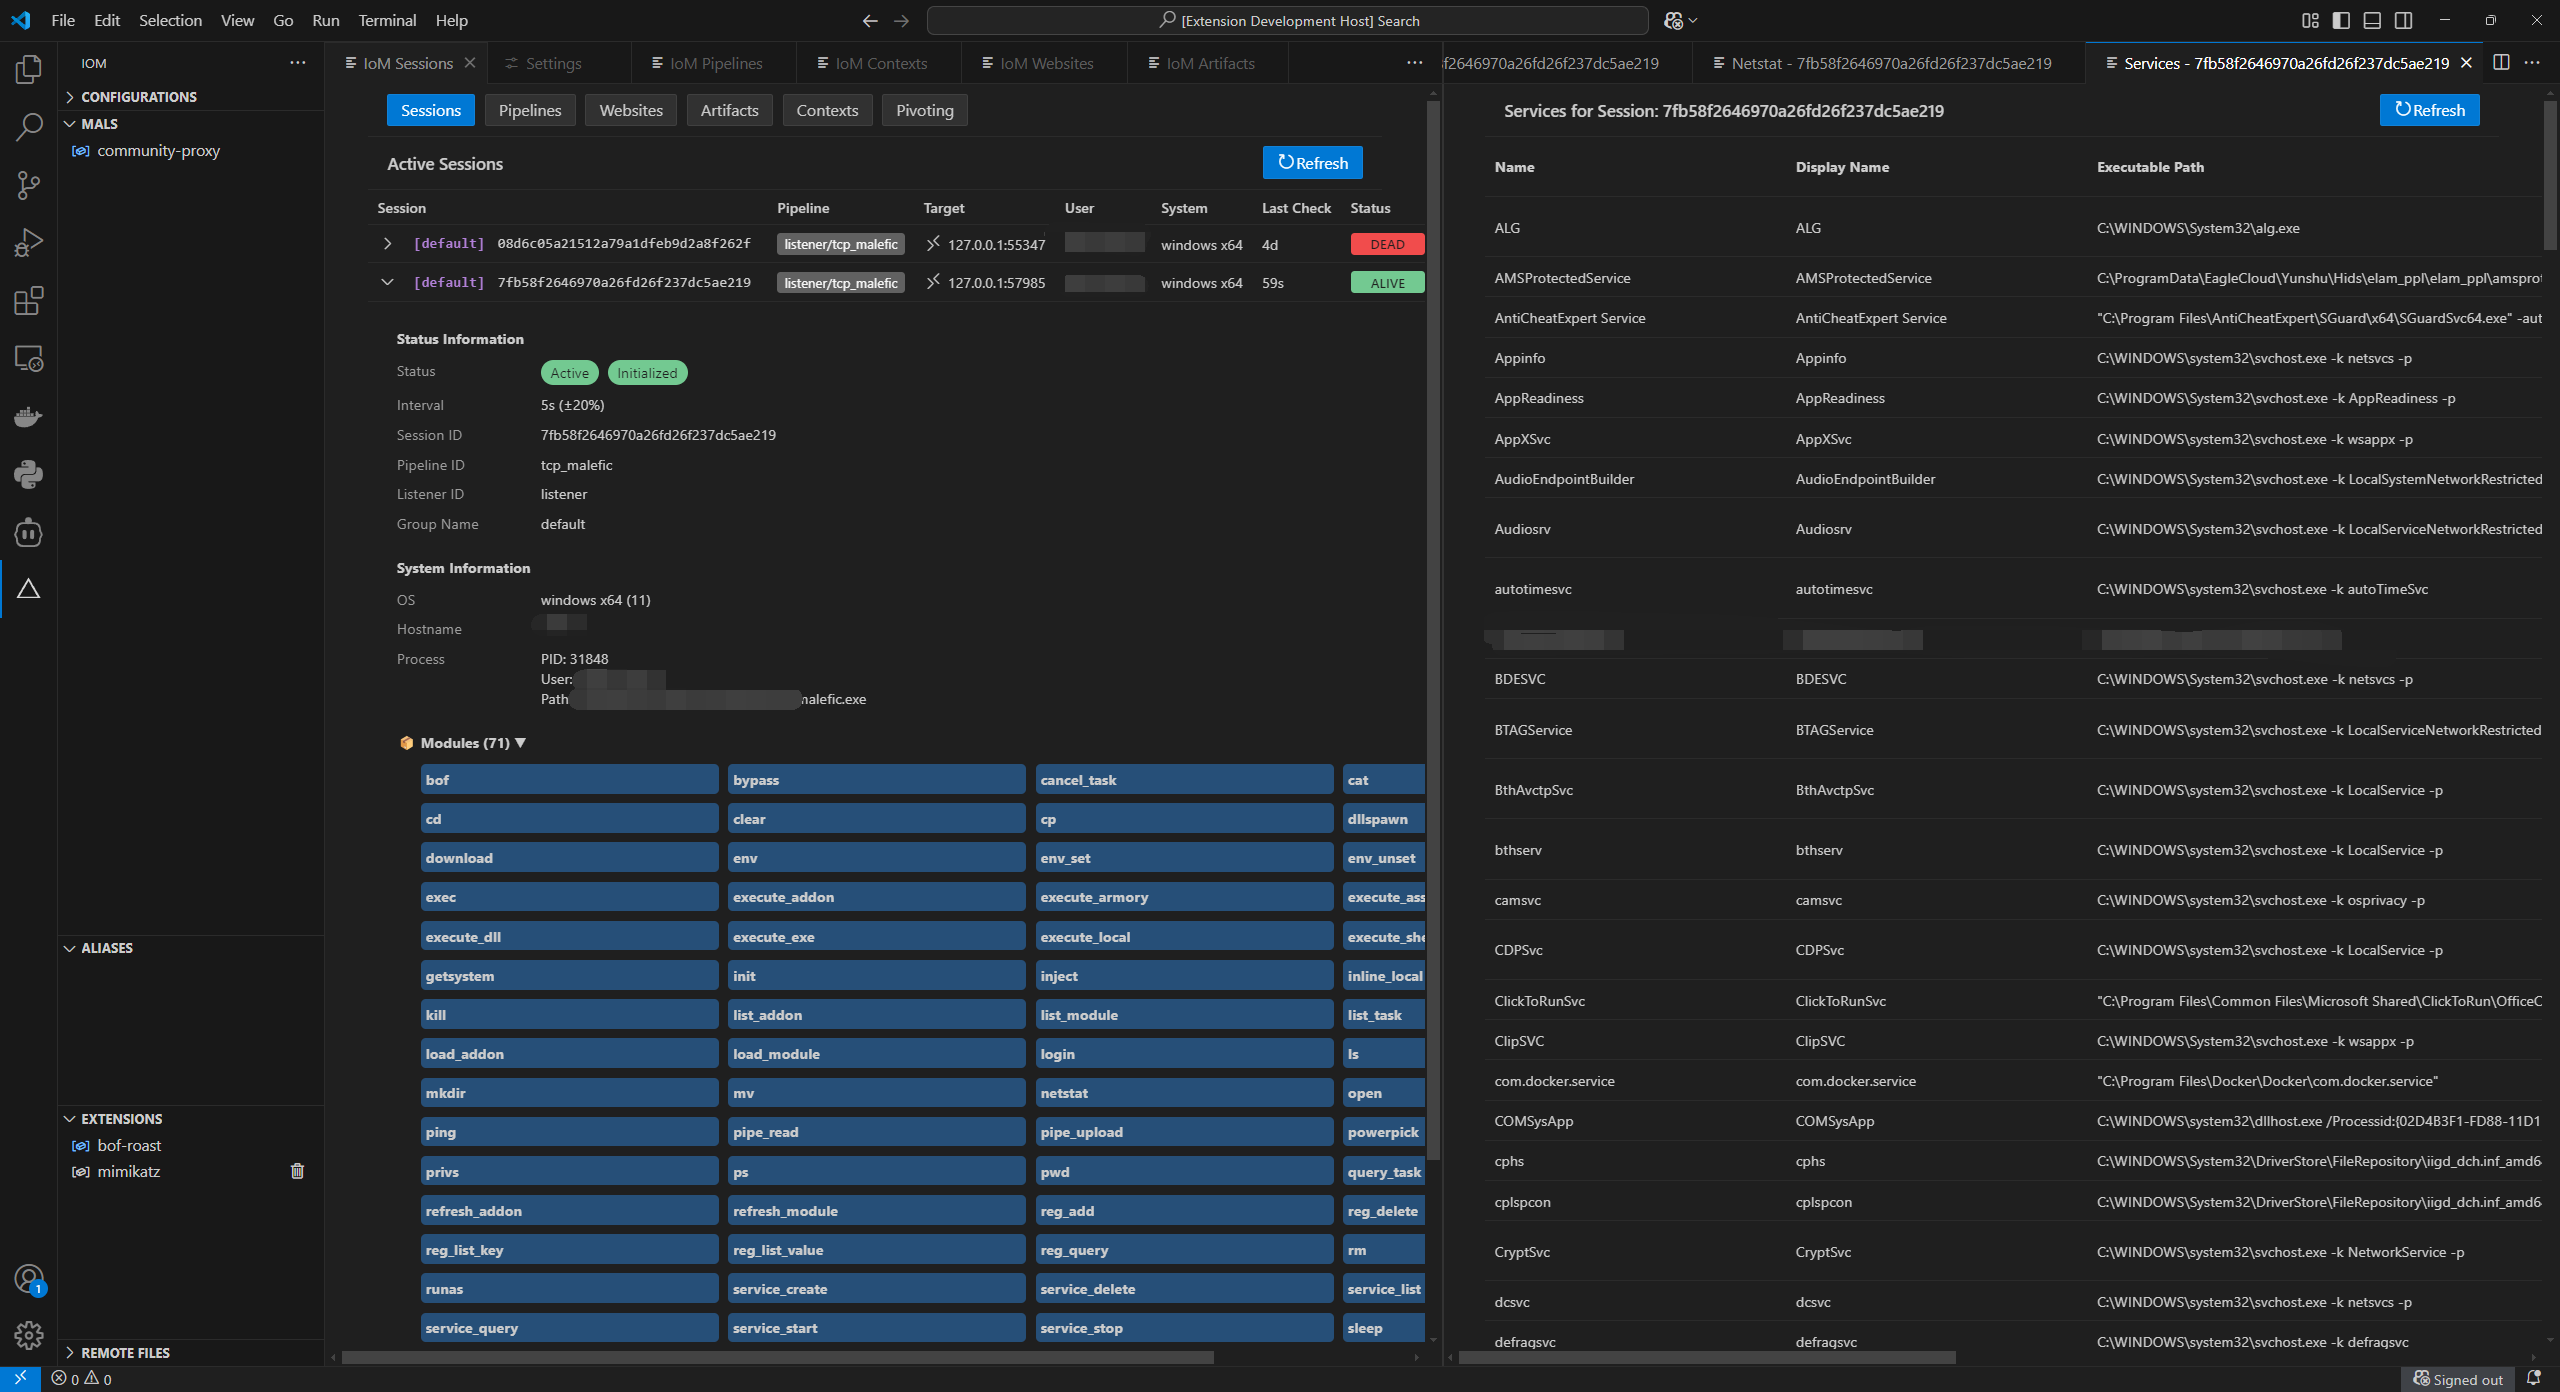 File Edit Selection View Go Run Terminal Help
[Extension Development Host] Search
IOM
CONFIGURATIONS
MALS
community-proxy
ALIASES
EXTENSIONS
bof-roast
mimikatz
REMOTE FILES
1
IoM Sessions
Settings
IoM Pipelines
IoM Contexts
IoM Websites
IoM Artifacts
Sessions Pipelines Websites Artifacts Contexts Pivoting
Active Sessions
Refresh
Session Pipeline Target User System Last Check Status
[default] 08d6c05a21512a79a1dfeb9d2a8f262f listener/tcp_malefic 127.0.0.1:55347 windows x64 4d DEAD
[default] 7fb58f2646970a26fd26f237dc5ae219 listener/tcp_malefic 127.0.0.1:57985 windows x64 59s ALIVE
Status Information
Status Active Initialized
Interval 5s (±20%)
Session ID 7fb58f2646970a26fd26f237dc5ae219
Pipeline ID tcp_malefic
Listener ID listener
Group Name default
System Information
OS windows x64 (11)
Hostname
Process PID: 31848
User:
Path malefic.exe
Modules (71) ▼
bof bypass cancel_task cat
cd clear cp dllspawn
download env env_set env_unset
exec execute_addon execute_armory execute_ass
execute_dll execute_exe execute_local execute_she
getsystem init inject inline_local
kill list_addon list_module list_task
load_addon load_module login ls
mkdir mv netstat open
ping pipe_read pipe_upload powerpick
privs ps pwd query_task
refresh_addon refresh_module reg_add reg_delete
reg_list_key reg_list_value reg_query rm
runas service_create service_delete service_list
service_query service_start service_stop sleep
f2646970a26fd26f237dc5ae219
Netstat - 7fb58f2646970a26fd26f237dc5ae219
Services - 7fb58f2646970a26fd26f237dc5ae219
Services for Session: 7fb58f2646970a26fd26f237dc5ae219
Refresh
Name Display Name Executable Path
ALG ALG C:\WINDOWS\System32\alg.exe
AMSProtectedService AMSProtectedService C:\ProgramData\EagleCloud\Yunshu\Hids\elam_ppl\elam_ppl\amsprot
AntiCheatExpert Service AntiCheatExpert Service "C:\Program Files\AntiCheatExpert\SGuard\x64\SGuardSvc64.exe" -aut
Appinfo Appinfo C:\WINDOWS\system32\svchost.exe -k netsvcs -p
AppReadiness AppReadiness C:\WINDOWS\System32\svchost.exe -k AppReadiness -p
AppXSvc AppXSvc C:\WINDOWS\system32\svchost.exe -k wsappx -p
AudioEndpointBuilder AudioEndpointBuilder C:\WINDOWS\System32\svchost.exe -k LocalSystemNetworkRestricted
Audiosrv Audiosrv C:\WINDOWS\System32\svchost.exe -k LocalServiceNetworkRestricted
autotimesvc autotimesvc C:\WINDOWS\system32\svchost.exe -k autoTimeSvc
BDESVC BDESVC C:\WINDOWS\System32\svchost.exe -k netsvcs -p
BTAGService BTAGService C:\WINDOWS\system32\svchost.exe -k LocalServiceNetworkRestricted
BthAvctpSvc BthAvctpSvc C:\WINDOWS\system32\svchost.exe -k LocalService -p
bthserv bthserv C:\WINDOWS\system32\svchost.exe -k LocalService -p
camsvc camsvc C:\WINDOWS\system32\svchost.exe -k osprivacy -p
CDPSvc CDPSvc C:\WINDOWS\system32\svchost.exe -k LocalService -p
ClickToRunSvc ClickToRunSvc "C:\Program Files\Common Files\Microsoft Shared\ClickToRun\OfficeC
ClipSVC ClipSVC C:\WINDOWS\System32\svchost.exe -k wsappx -p
com.docker.service com.docker.service "C:\Program Files\Docker\Docker\com.docker.service"
COMSysApp COMSysApp C:\WINDOWS\system32\dllhost.exe /Processid:{02D4B3F1-FD88-11D1
cphs cphs C:\WINDOWS\System32\DriverStore\FileRepository\iigd_dch.inf_amd6
cplspcon cplspcon C:\WINDOWS\System32\DriverStore\FileRepository\iigd_dch.inf_amd6
CryptSvc CryptSvc C:\WINDOWS\system32\svchost.exe -k NetworkService -p
dcsvc dcsvc C:\WINDOWS\system32\svchost.exe -k netsvcs -p
defragsvc defragsvc C:\WINDOWS\system32\svchost.exe -k defragsvc
0 0
Signed out